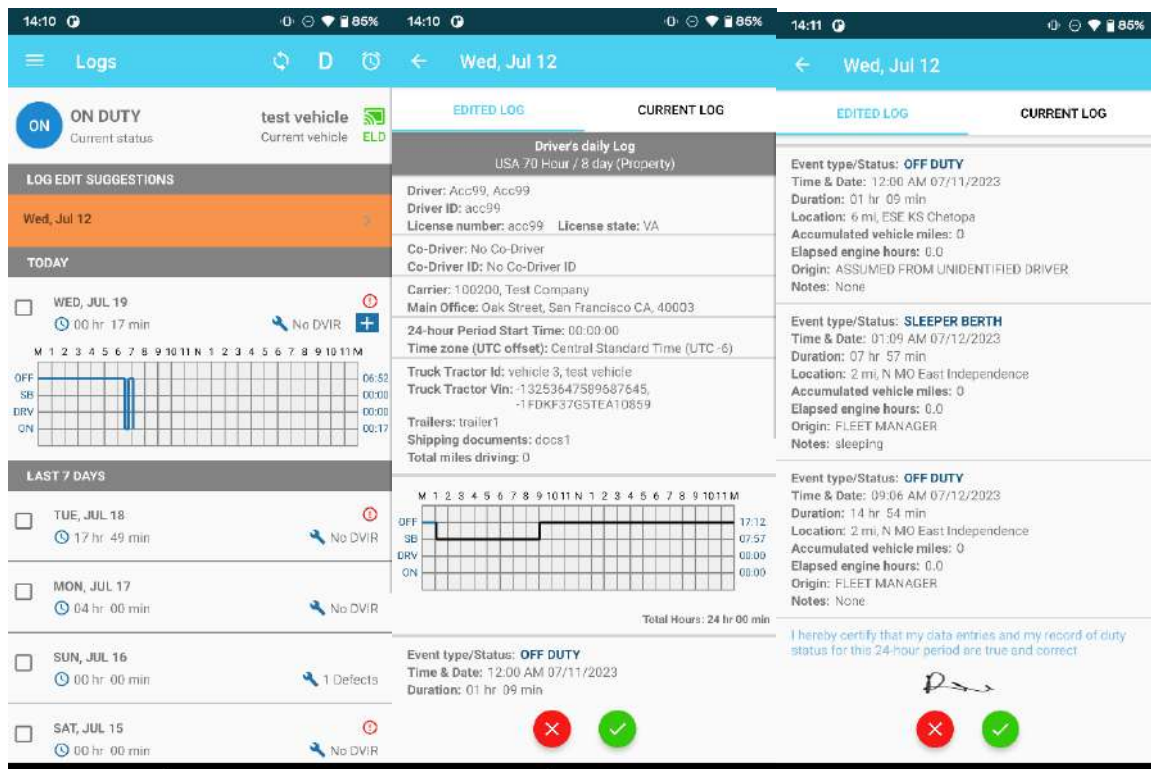 14:10
85%
Logs
D
ON
ON DUTY
Current status
test vehicle
Current vehicle
ELD
LOG EDIT SUGGESTIONS
Wed, Jul 12
TODAY
WED, JUL 19
00 hr 17 min
No DVIR
M 1 2 3 4 5 6 7 8 9 10 11 N 1 2 3 4 5 6 7 8 9 10 11 M
OFF 06:52
SB 00:00
DRV 00:00
ON 00:17
LAST 7 DAYS
TUE, JUL 18
17 hr 49 min
No DVIR
MON, JUL 17
04 hr 00 min
No DVIR
SUN, JUL 16
00 hr 00 min
1 Defects
SAT, JUL 15
00 hr 00 min
No DVIR
14:10
85%
Wed, Jul 12
EDITED LOG
CURRENT LOG
Driver's daily Log
USA 70 Hour / 8 day (Property)
Driver: Acc99, Acc99
Driver ID: acc99
License number: acc99 License state: VA
Co-Driver: No Co-Driver
Co-Driver ID: No Co-Driver ID
Carrier: 100200, Test Company
Main Office: Oak Street, San Francisco CA, 40003
24-hour Period Start Time: 00:00:00
Time zone (UTC offset): Central Standard Time (UTC -6)
Truck Tractor Id: vehicle 3, test vehicle
Truck Tractor Vin: -13253647589687645,
-1FDKF37G5TEA10859
Trailers: trailer1
Shipping documents: docs1
Total miles driving: 0
M 1 2 3 4 5 6 7 8 9 10 11 N 1 2 3 4 5 6 7 8 9 10 11 M
OFF 17:12
SB 07:57
DRV 00:00
ON 00:00
Total Hours: 24 hr 00 min
Event type/Status: OFF DUTY
Time & Date: 12:00 AM 07/11/2023
Duration: 01 hr 09 min
14:11
85%
Wed, Jul 12
EDITED LOG
CURRENT LOG
Event type/Status: OFF DUTY
Time & Date: 12:00 AM 07/11/2023
Duration: 01 hr 09 min
Location: 6 mi, ESE KS Chetopa
Accumulated vehicle miles: 0
Elapsed engine hours: 0.0
Origin: ASSUMED FROM UNIDENTIFIED DRIVER
Notes: None
Event type/Status: SLEEPER BERTH
Time & Date: 01:09 AM 07/12/2023
Duration: 07 hr 57 min
Location: 2 mi, N MO East Independence
Accumulated vehicle miles: 0
Elapsed engine hours: 0.0
Origin: FLEET MANAGER
Notes: sleeping
Event type/Status: OFF DUTY
Time & Date: 09:06 AM 07/12/2023
Duration: 14 hr 54 min
Location: 2 mi, N MO East Independence
Accumulated vehicle miles: 0
Elapsed engine hours: 0.0
Origin: FLEET MANAGER
Notes: None
I hereby certify that my data entries and my record of duty
status for this 24-hour period are true and correct